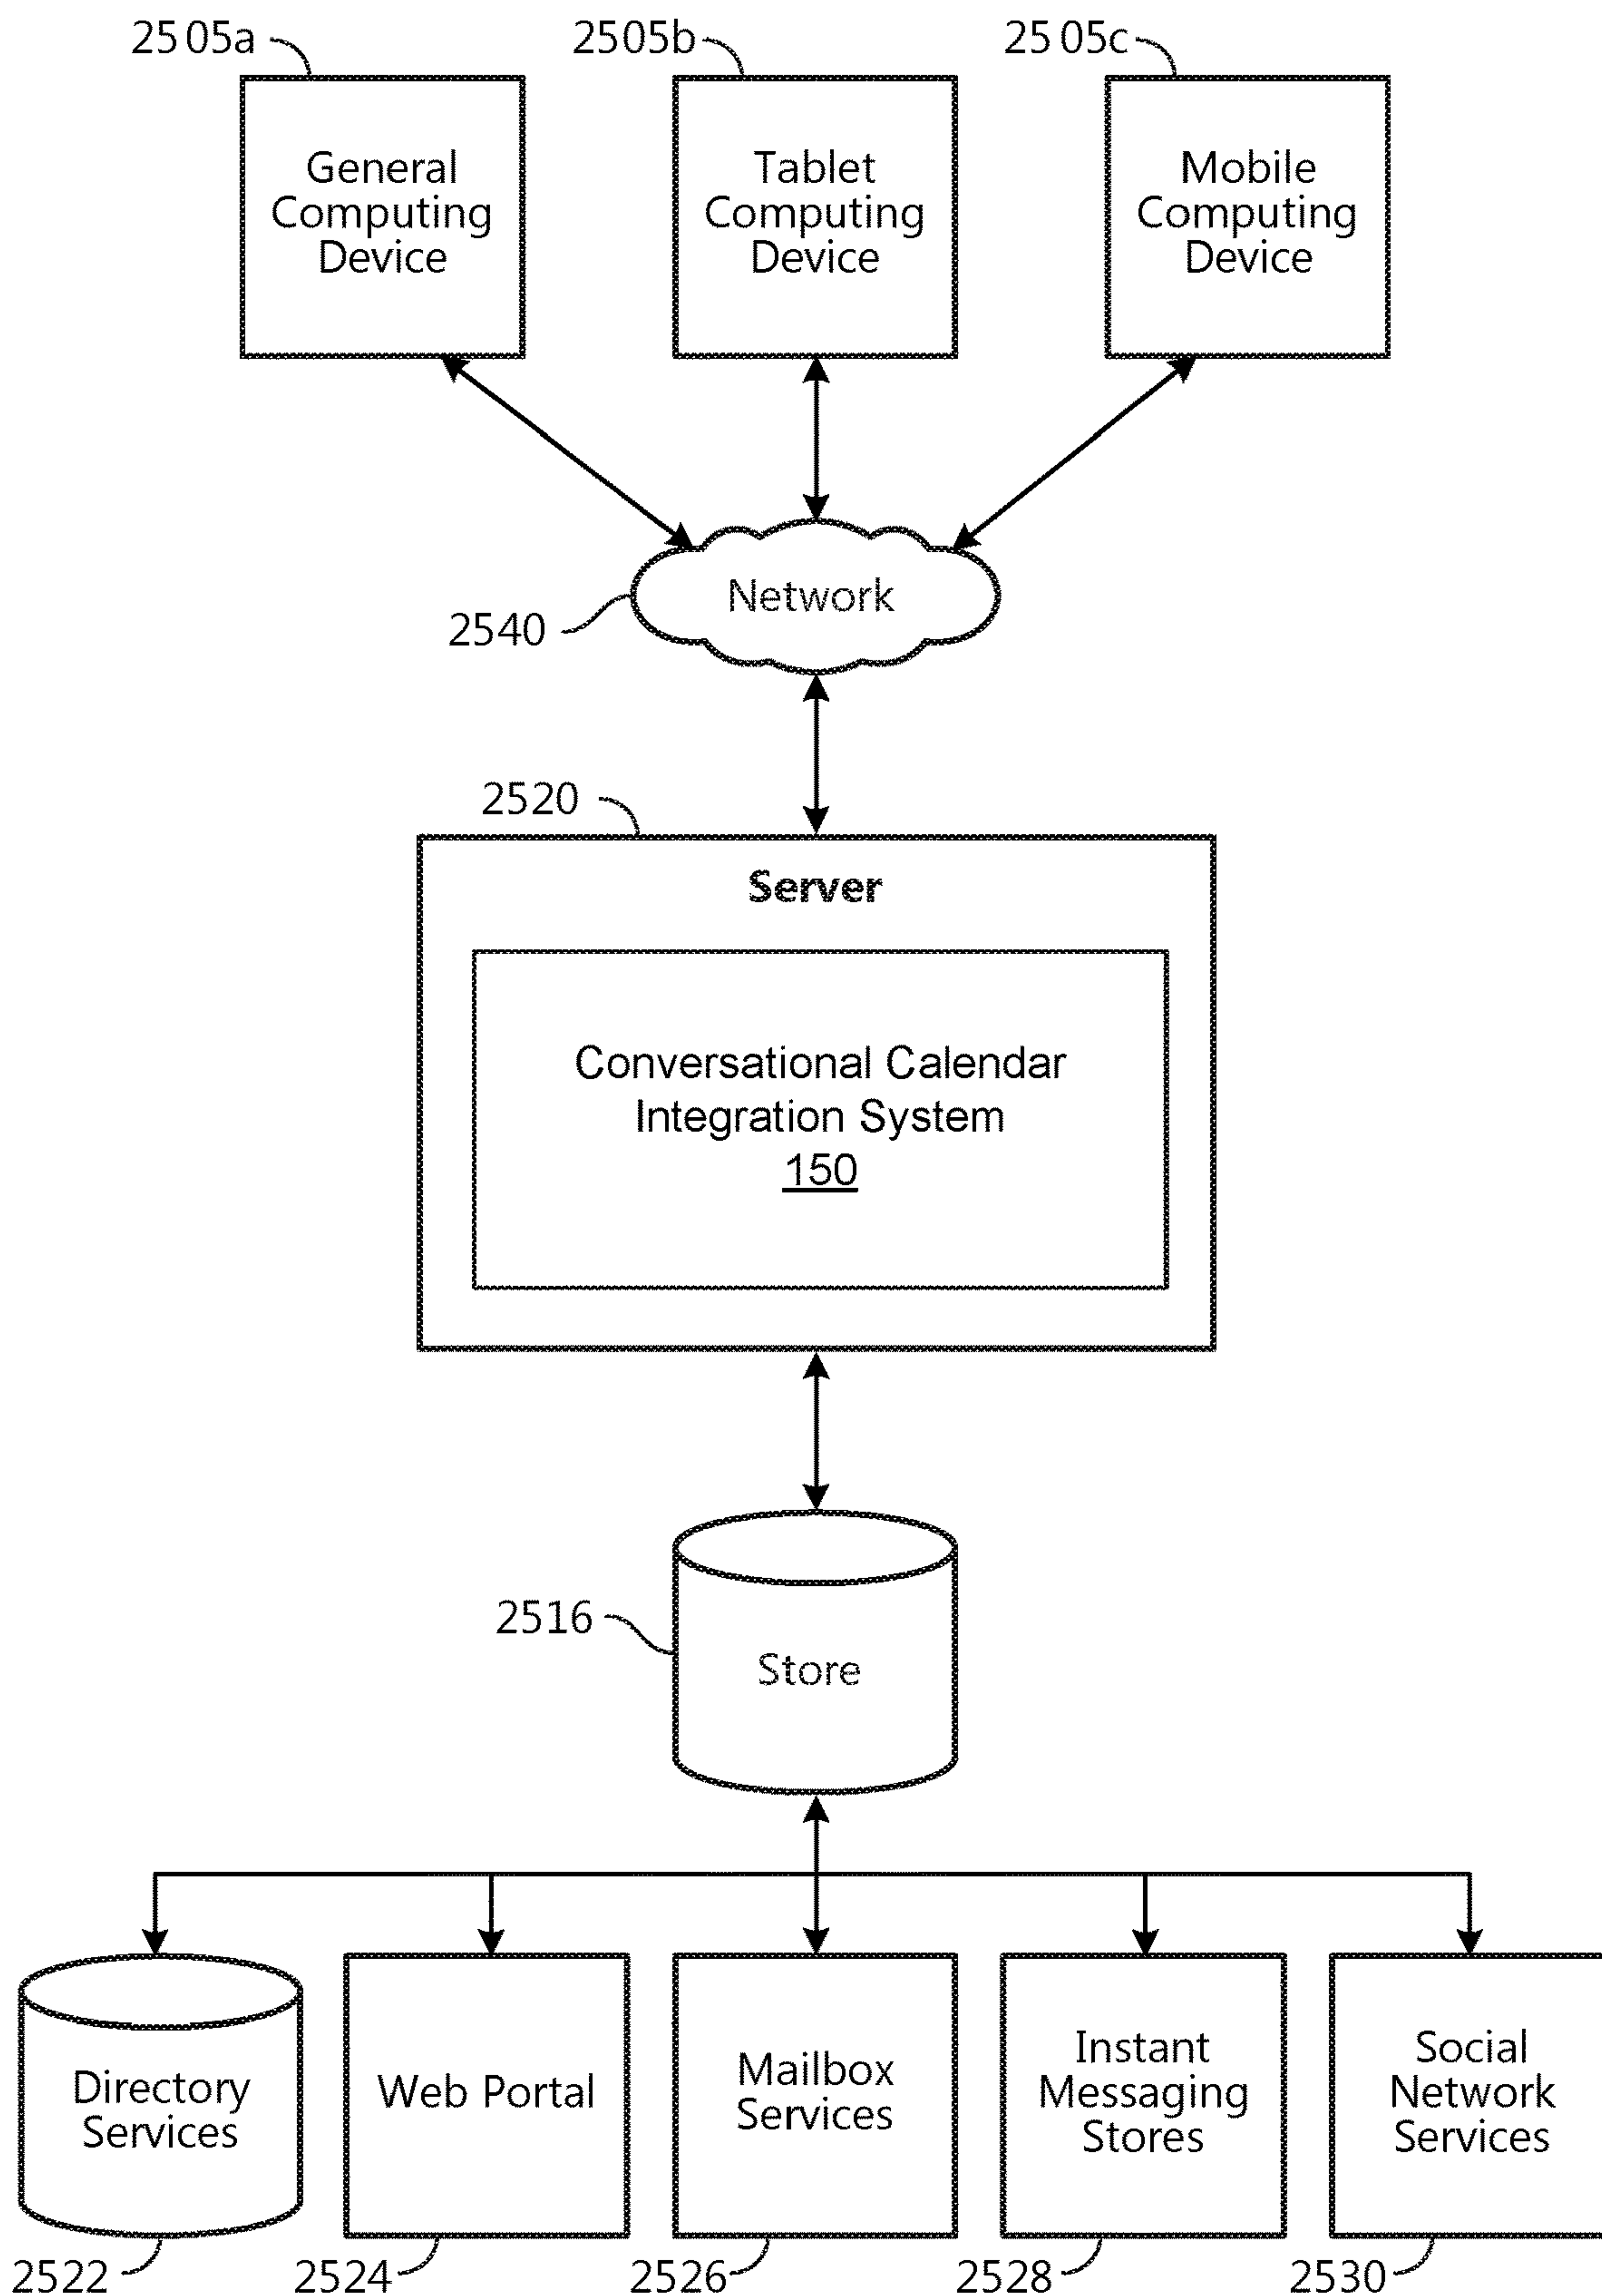 2505a
2505b
2505c
General
Computing
Device
Tablet
Computing
Device
Mobile
Computing
Device
Network
2540
2520
Server
Conversational Calendar
Integration System
150
2516
Store
Directory
Services
Web Portal
Mailbox
Services
Instant
Messaging
Stores
Social
Network
Services
2522
2524
2526
2528
2530